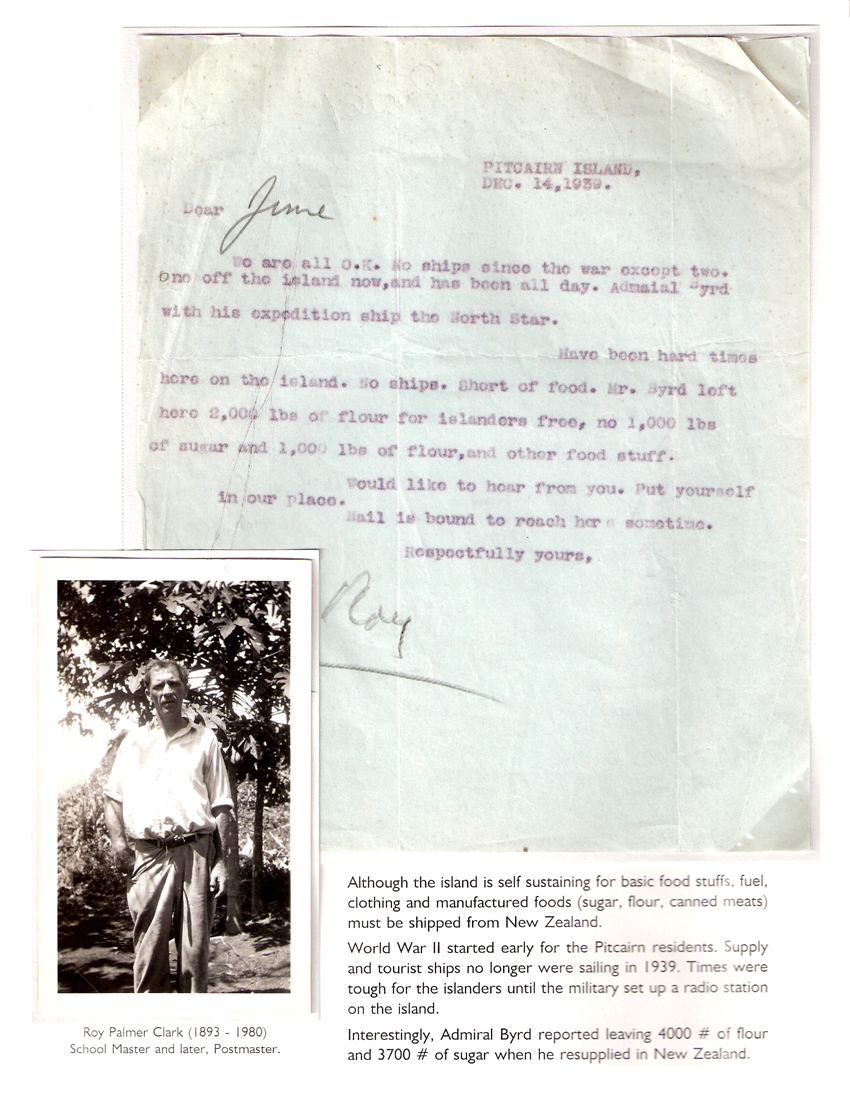 PITCAIRN ISLAND,
DEC. 14,1939.
Dear June
We are all O.K. No ships since the war except two.
One off the island now,and has been all day. Admaial Byrd
with his expedition ship the North Star.
Have been hard times
here on the island. No ships. Short of food. Mr. Byrd left
here 2,000 lbs of flour for islanders free, no 1,000 lbs
of sugar and 1,000 lbs of flour,and other food stuff.
Would like to hear from you. Put yourself
in our place.
Mail is bound to reach here sometime.
Respectfully yours,
Roy
Although the island is self sustaining for basic food stuffs, fuel,
clothing and manufactured foods (sugar, flour, canned meats)
must be shipped from New Zealand.
World War II started early for the Pitcairn residents. Supply
and tourist ships no longer were sailing in 1939. Times were
tough for the islanders until the military set up a radio station
on the island.
Interestingly, Admiral Byrd reported leaving 4000 # of flour
and 3700 # of sugar when he resupplied in New Zealand.
Roy Palmer Clark (1893 - 1980)
School Master and later, Postmaster.